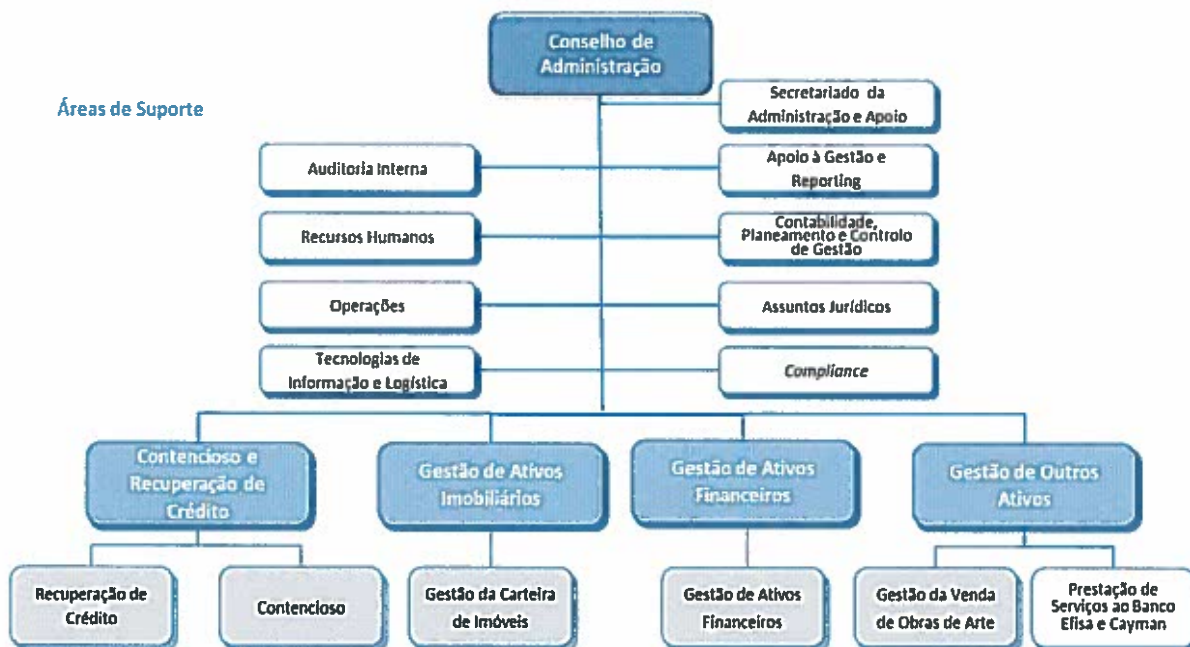 Conselho de
Administração
Áreas de Suporte
Secretariado da
Administração e Apoio
Auditoria Interna
Apoio à Gestão e
Reporting
Recursos Humanos
Contabilidade,
Planeamento e Controlo
de Gestão
Operações
Assuntos Jurídicos
Tecnologias de
Informação e Logística
Compliance
Contencioso e
Recuperação de
Crédito
Gestão de Ativos
Imobiliários
Gestão de Ativos
Financeiros
Gestão de Outros
Ativos
Recuperação de
Crédito
Contencioso
Gestão da Carteira
de Imóveis
Gestão de Ativos
Financeiros
Gestão da Venda
de Obras de Arte
Prestação de
Serviços ao Banco
Efisa e Cayman